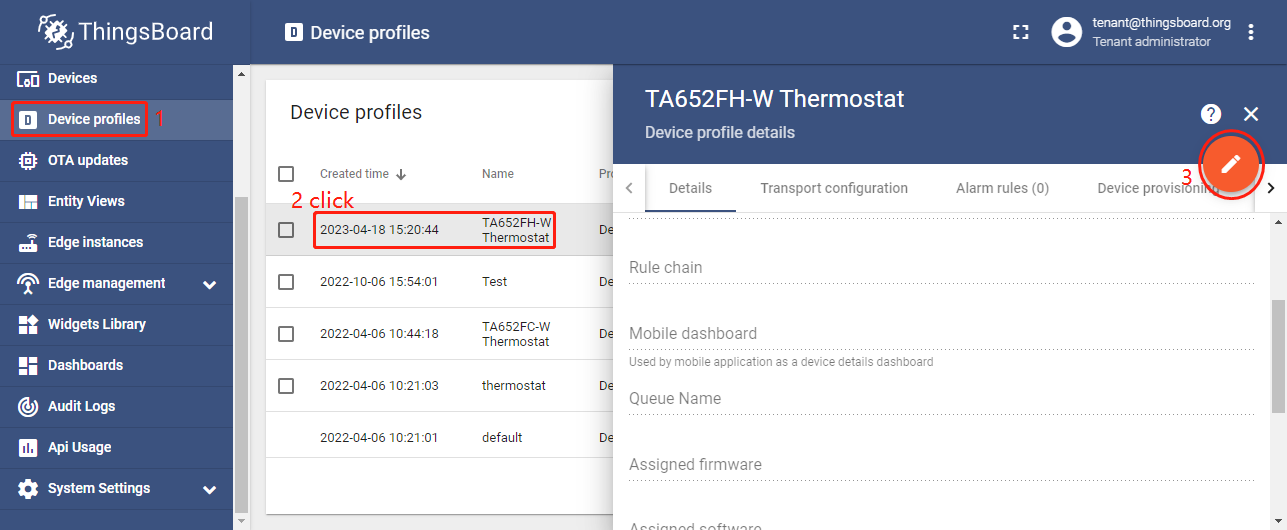 ThingsBoard
Device profiles
tenant@thingsboard.org
Tenant administrator
Devices
Device profiles
1
OTA updates
Entity Views
Edge instances
Edge management
Widgets Library
Dashboards
Audit Logs
Api Usage
System Settings
Device profiles
Created time
Name
Pr
2 click
2023-04-18 15:20:44
TA652FH-W
Thermostat
De
2022-10-06 15:54:01
Test
De
2022-04-06 10:44:18
TA652FC-W
Thermostat
De
2022-04-06 10:21:03
thermostat
De
2022-04-06 10:21:01
default
De
TA652FH-W Thermostat
Device profile details
?
3
Details
Transport configuration
Alarm rules (0)
Device provisioning
Rule chain
Mobile dashboard
Used by mobile application as a device details dashboard
Queue Name
Assigned firmware
Assigned software